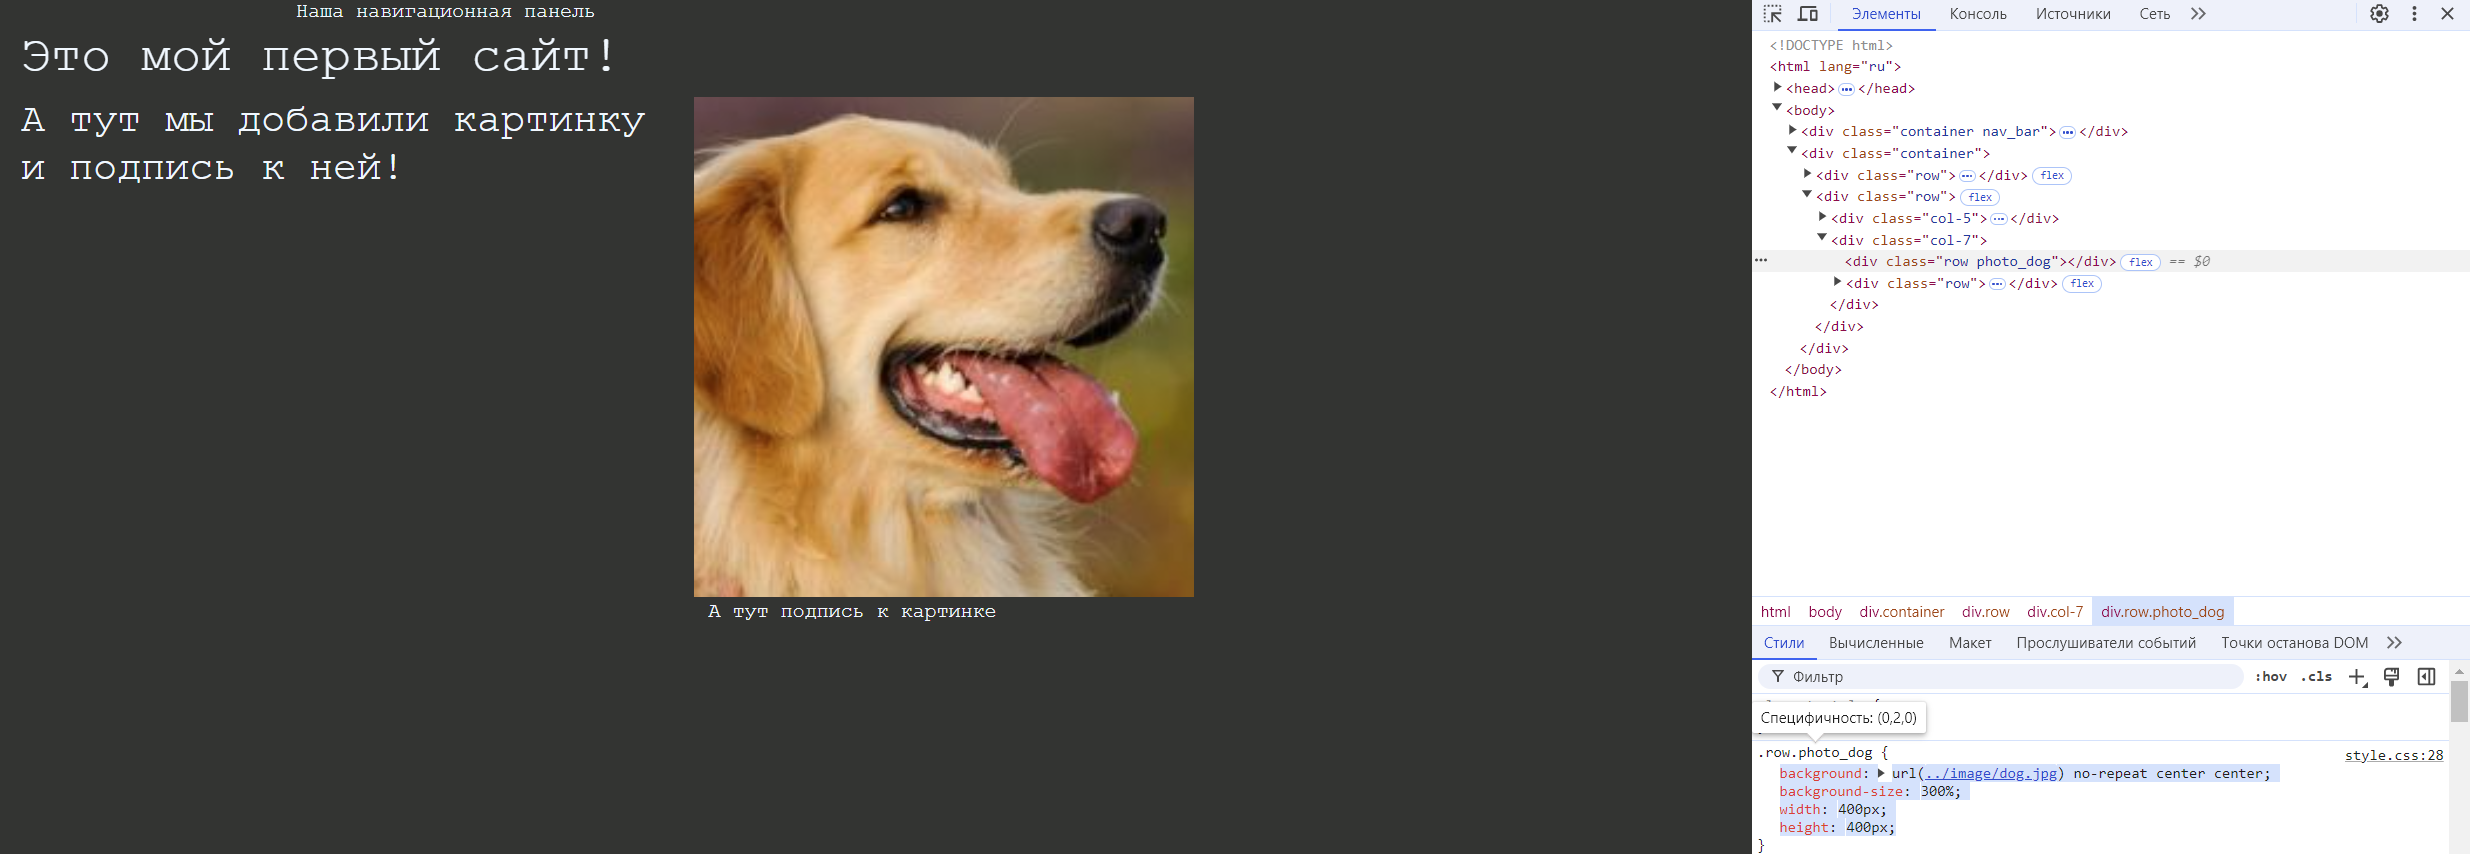 Наша навигационная панель
Это мой первый сайт!
А тут мы добавили картинку
и подпись к ней!
А тут подпись к картинке
Элементы Консоль Источники Сеть
<!DOCTYPE html>
<html lang="ru">
<head> ··· </head>
<body>
<div class="container nav_bar"> ··· </div>
<div class="container">
<div class="row"> ··· </div> flex
<div class="row"> flex
<div class="col-5"> ··· </div>
<div class="col-7">
··· <div class="row photo_dog"></div> flex == $0
<div class="row"> ··· </div> flex
</div>
</div>
</div>
</body>
</html>
html body div.container div.row div.col-7 div.row.photo_dog
Стили Вычисленные Макет Прослушиватели событий Точки останова DOM
Фильтр :hov .cls
Специфичность: (0,2,0)
.row.photo_dog { style.css:28
background: url(../image/dog.jpg) no-repeat center center;
background-size: 300%;
width: 400px;
height: 400px;
}